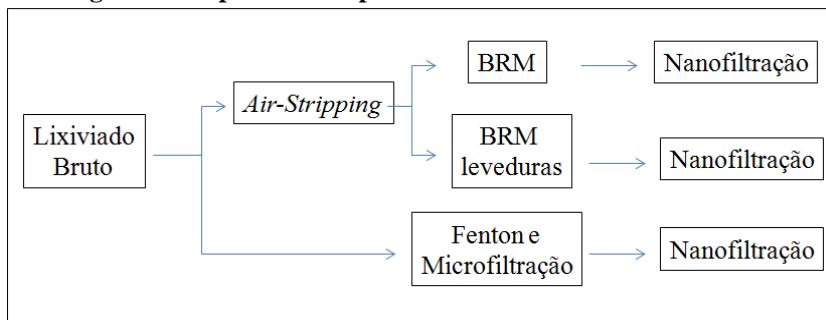 BRM
Nanofiltração
Air-Stripping
Lixiviado
Bruto
BRM
leveduras
Nanofiltração
Fenton e
Microfiltração
Nanofiltração